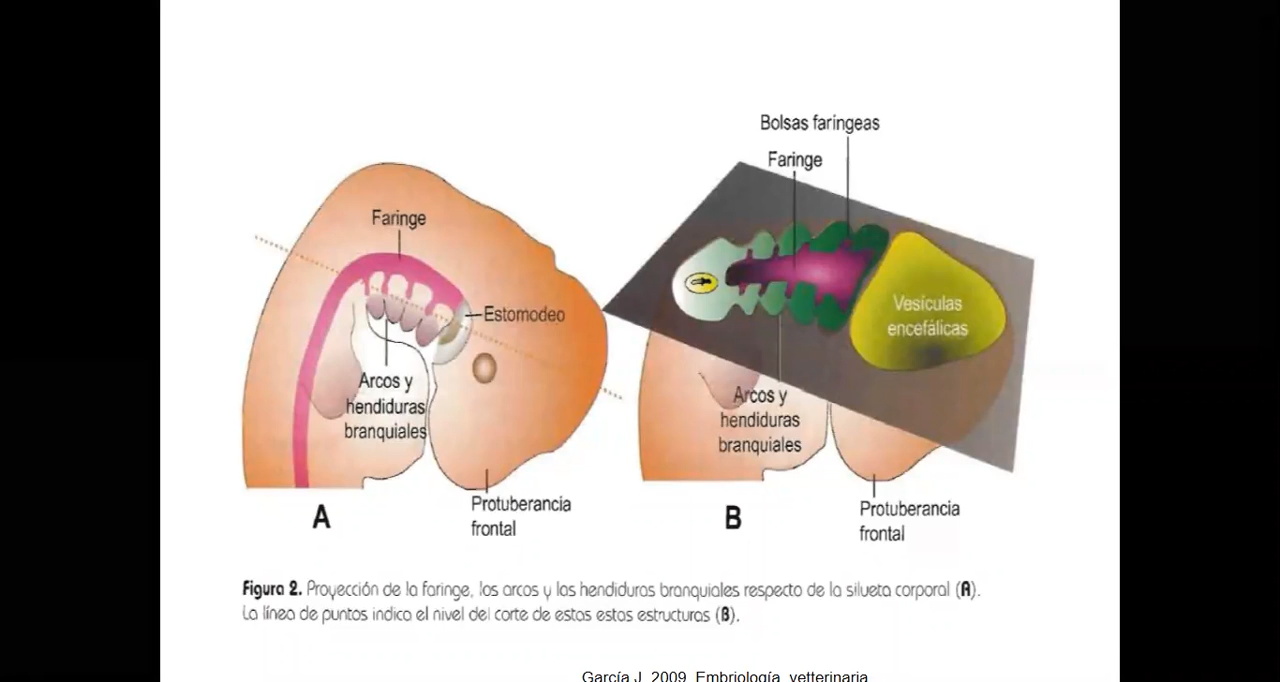 Bolsas faríngeas
Faringe
Faringe
Estomodeo
Vesículas
encefálicas
Arcos y
hendiduras
branquiales
Arcos y
hendiduras
branquiales
Protuberancia
frontal
Protuberancia
frontal
A
B
Figura 2. Proyección de la faringe, los arcos y las hendiduras branquiales respecto de la silueta corporal (A).
La línea de puntos indica el nivel del corte de estas estas estructuras (B).
García J. 2009. Embriología vetterinaria